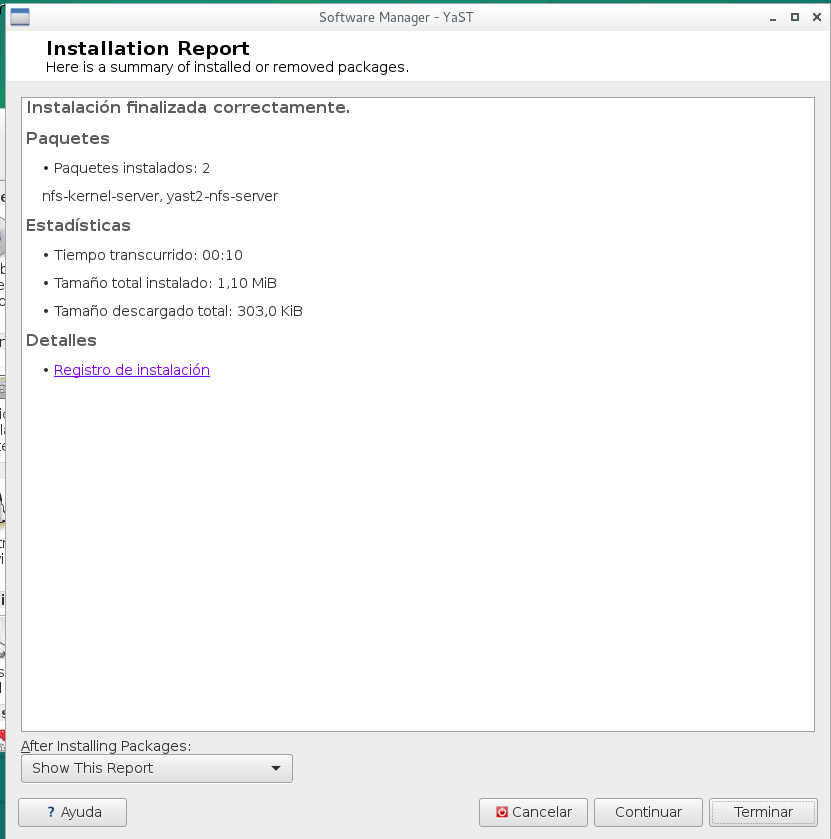 Software Manager - YaST
Installation Report
Here is a summary of installed or removed packages.
Instalación finalizada correctamente.
Paquetes
• Paquetes instalados: 2
nfs-kernel-server, yast2-nfs-server
Estadísticas
• Tiempo transcurrido: 00:10
• Tamaño total instalado: 1,10 MiB
• Tamaño descargado total: 303,0 KiB
Detalles
• Registro de instalación
After Installing Packages:
Show This Report
? Ayuda
Cancelar
Continuar
Terminar